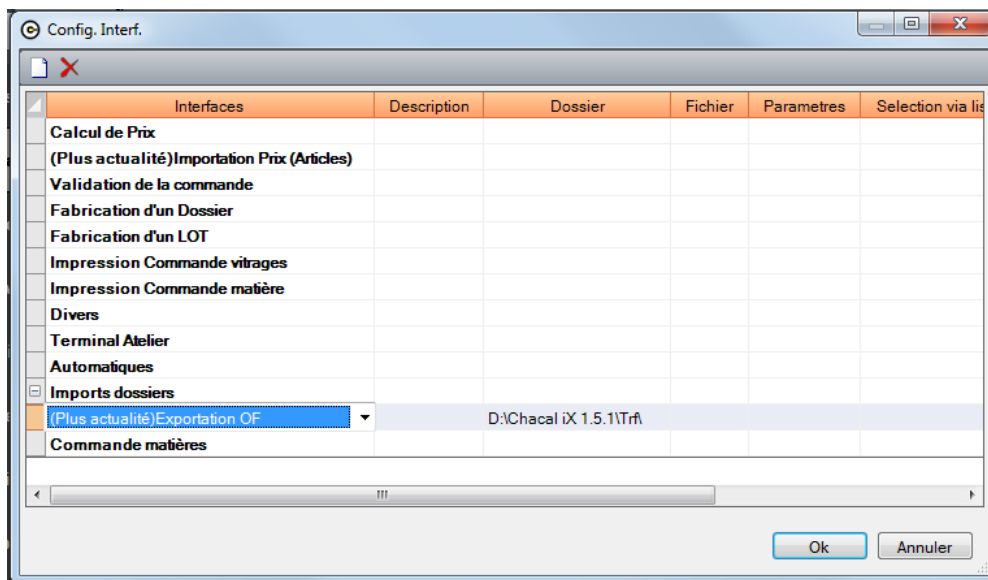 Config. Interf.
Interfaces Description Dossier Fichier Parametres Selection via lis
Calcul de Prix
(Plus actualité)Importation Prix (Articles)
Validation de la commande
Fabrication d'un Dossier
Fabrication d'un LOT
Impression Commande vitrages
Impression Commande matière
Divers
Terminal Atelier
Automatiques
Imports dossiers
(Plus actualité)Exportation OF D:\Chacal iX 1.5.1\Trf\
Commande matières
Ok Annuler